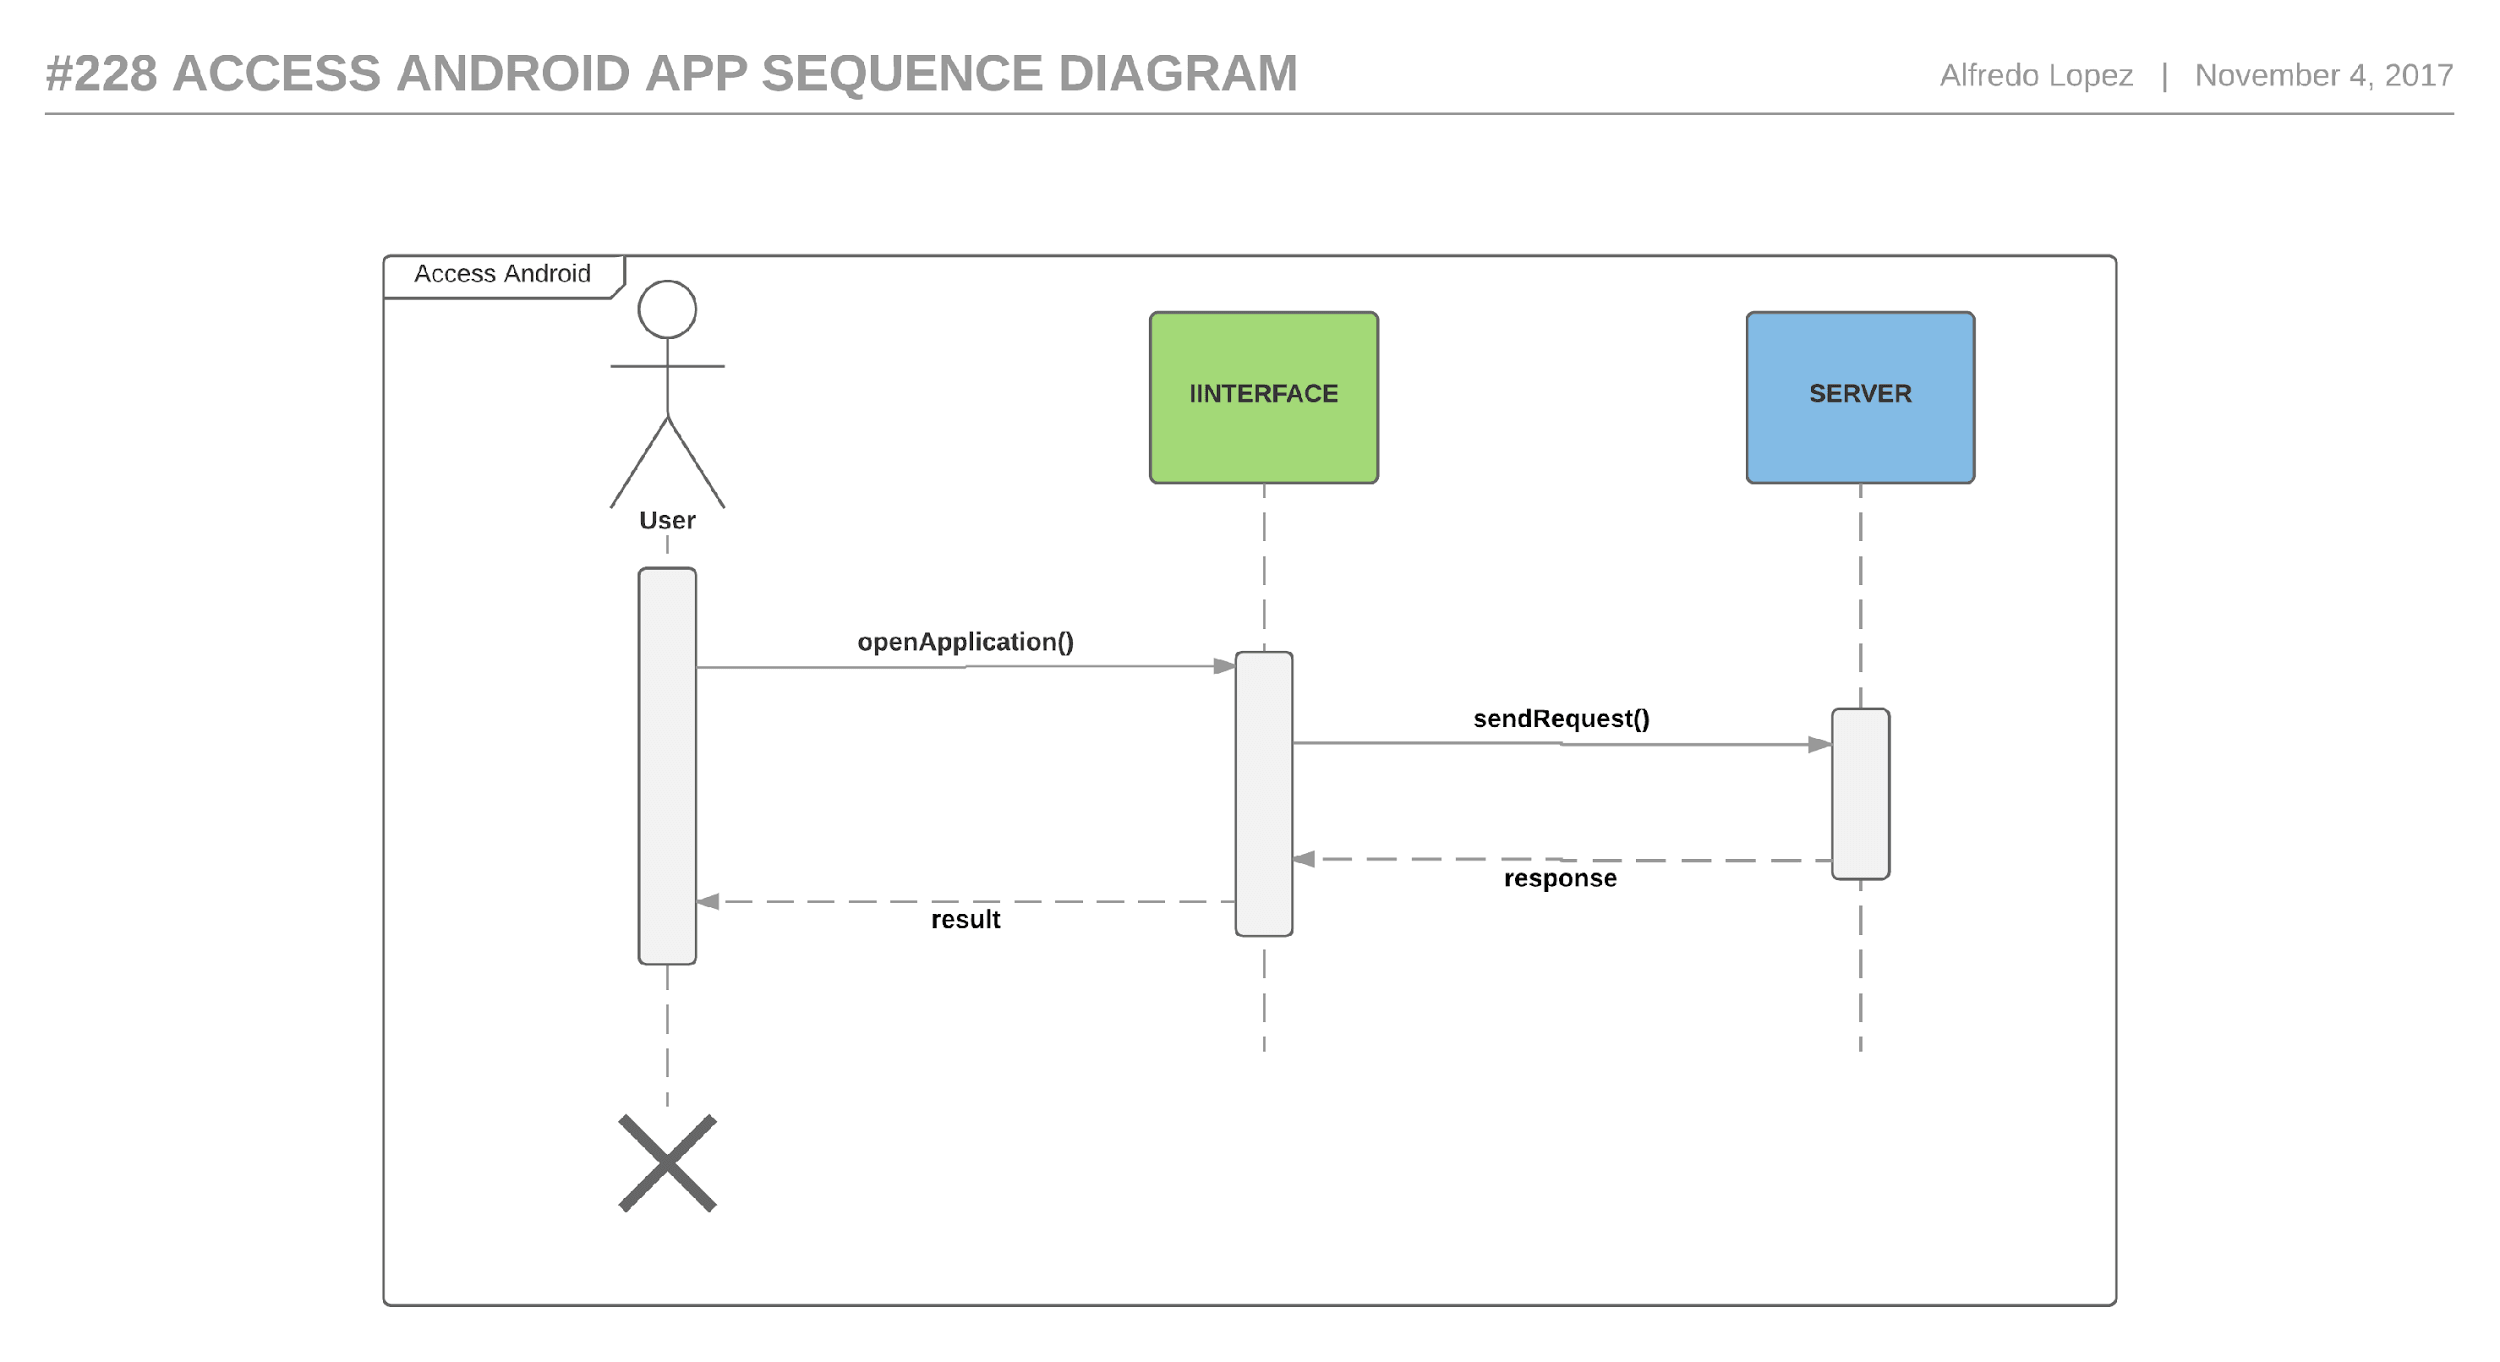 #228 ACCESS ANDROID APP SEQUENCE DIAGRAM
Alfredo Lopez | November 4, 2017
Access Android
IINTERFACE
SERVER
User
openApplication()
sendRequest()
response
result